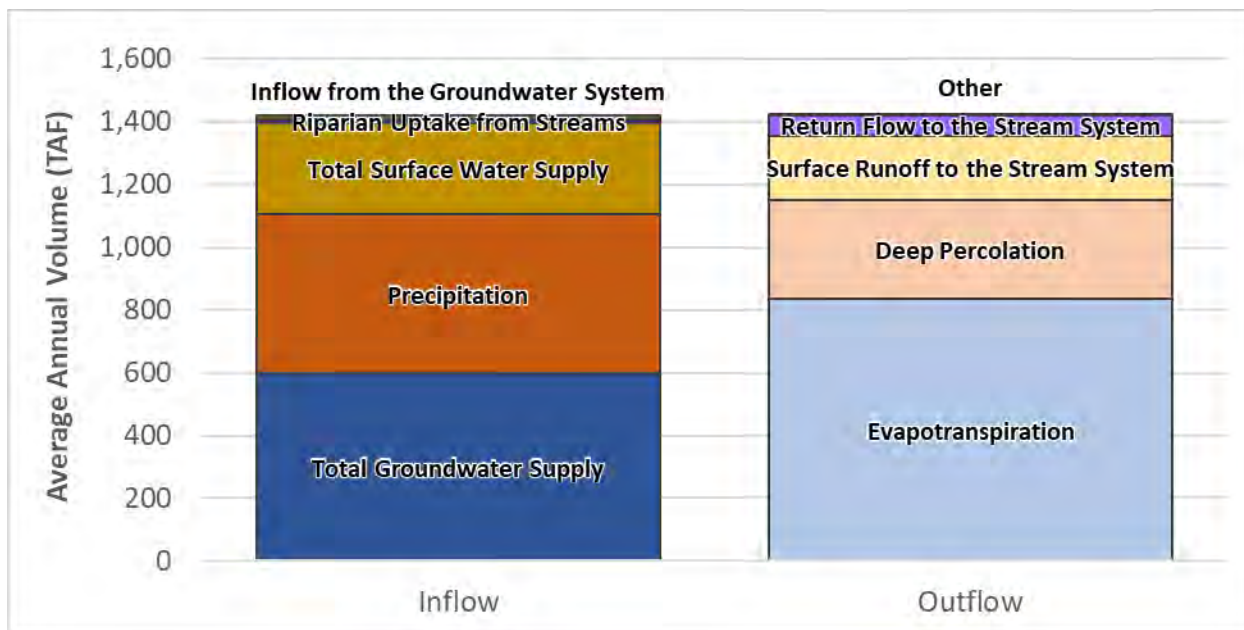 Average Annual Volume (TAF)
1,600
1,400
1,200
1,000
800
600
400
200
0
Inflow from the Groundwater System
Riparian Uptake from Streams
Total Surface Water Supply
Precipitation
Total Groundwater Supply
Other
Return Flow to the Stream System
Surface Runoff to the Stream System
Deep Percolation
Evapotranspiration
Inflow
Outflow